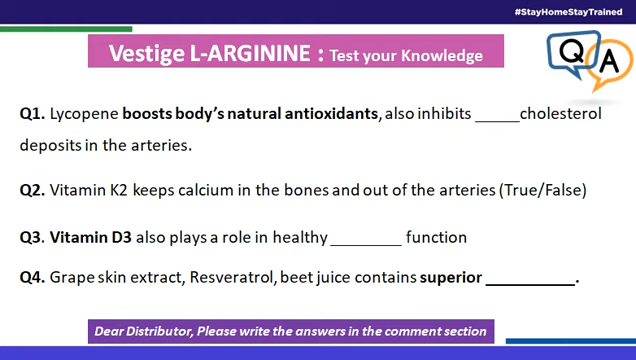 #StayHomeStayTrained
Vestige L-ARGININE : Test your Knowledge
Q A
Q1. Lycopene boosts body's natural antioxidants, also inhibits _____cholesterol
deposits in the arteries.
Q2. Vitamin K2 keeps calcium in the bones and out of the arteries (True/False)
Q3. Vitamin D3 also plays a role in healthy ________ function
Q4. Grape skin extract, Resveratrol, beet juice contains superior __________.
Dear Distributor, Please write the answers in the comment section